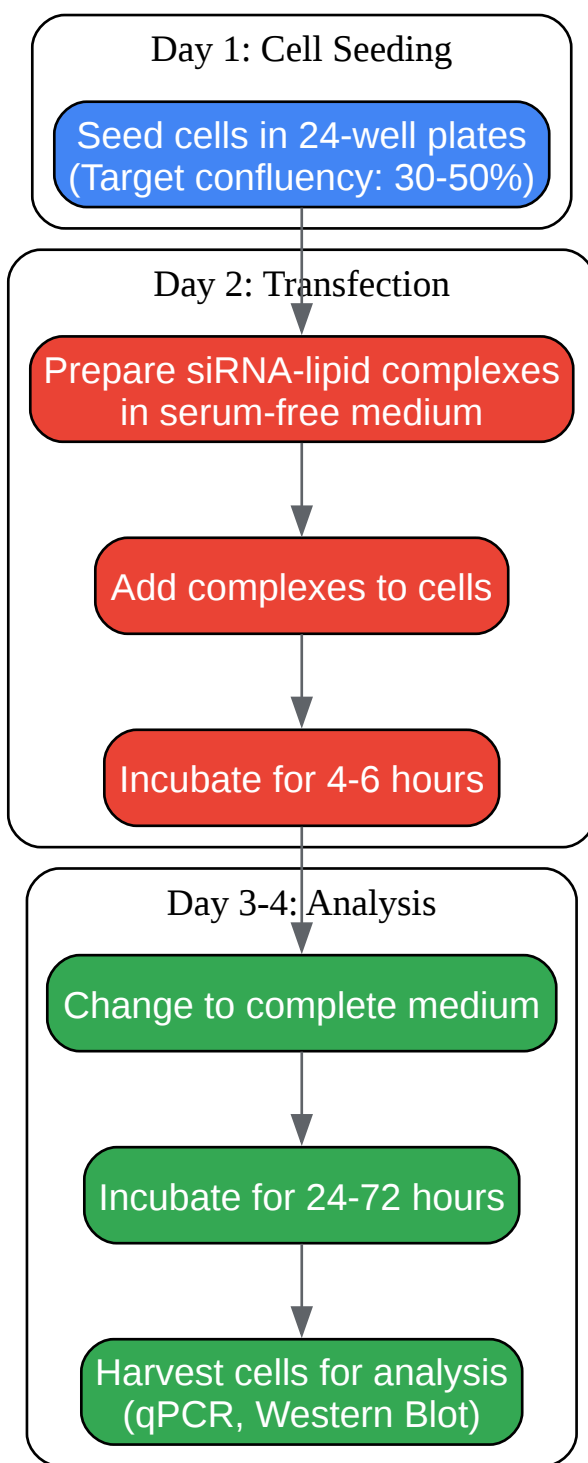 Day 1: Cell Seeding
Seed cells in 24-well plates
(Target confluency: 30-50%)
Day 2: Transfection
Prepare siRNA-lipid complexes
in serum-free medium
Add complexes to cells
Incubate for 4-6 hours
Day 3-4: Analysis
Change to complete medium
Incubate for 24-72 hours
Harvest cells for analysis
(qPCR, Western Blot)